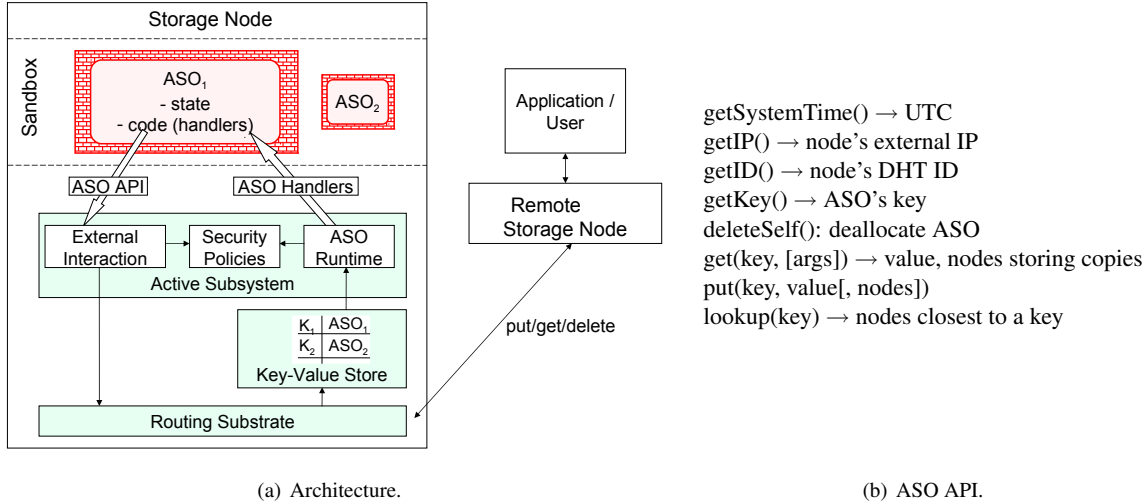 Storage Node
Sandbox
ASO1
- state
- code (handlers)
ASO2
ASO API
ASO Handlers
External
Interaction
Security
Policies
ASO
Runtime
Active Subsystem
K1 ASO1
K2 ASO2
Key-Value Store
Routing Substrate
Application /
User
Remote
Storage Node
put/get/delete
(a) Architecture.
getSystemTime() → UTC
getIP() → node's external IP
getID() → node's DHT ID
getKey() → ASO's key
deleteSelf(): deallocate ASO
get(key, [args]) → value, nodes storing copies
put(key, value[, nodes])
lookup(key) → nodes closest to a key
(b) ASO API.